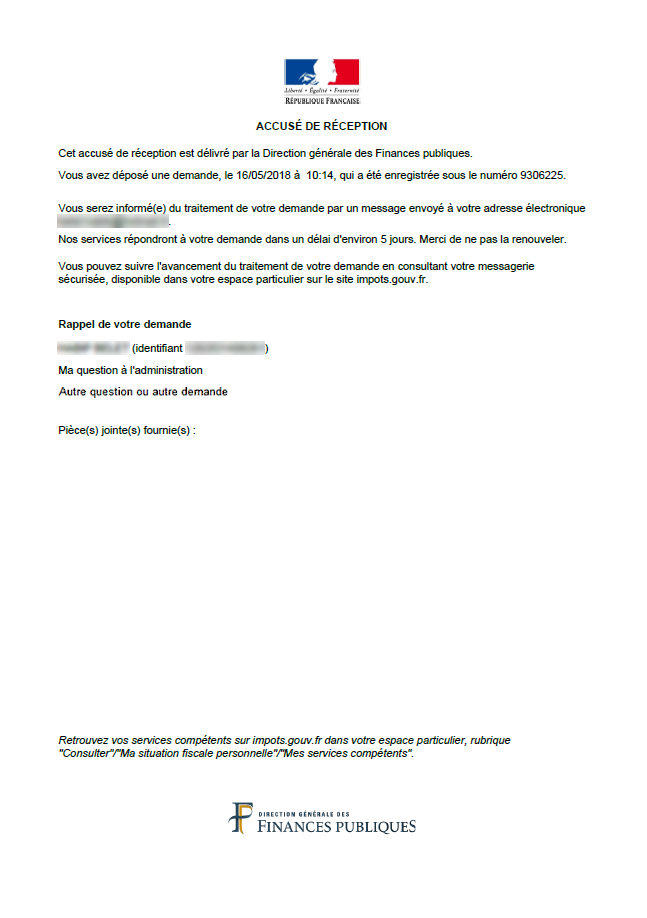 Liberté • Égalité • Fraternité
RÉPUBLIQUE FRANÇAISE
ACCUSÉ DE RÉCEPTION
Cet accusé de réception est délivré par la Direction générale des Finances publiques.
Vous avez déposé une demande, le 16/05/2018 à 10:14, qui a été enregistrée sous le numéro 9306225.
Vous serez informé(e) du traitement de votre demande par un message envoyé à votre adresse électronique
.
Nos services répondront à votre demande dans un délai d'environ 5 jours. Merci de ne pas la renouveler.
Vous pouvez suivre l'avancement du traitement de votre demande en consultant votre messagerie
sécurisée, disponible dans votre espace particulier sur le site impots.gouv.fr.
Rappel de votre demande
(identifiant )
Ma question à l'administration
Autre question ou autre demande
Pièce(s) jointe(s) fournie(s) :
Retrouvez vos services compétents sur impots.gouv.fr dans votre espace particulier, rubrique
"Consulter"/"Ma situation fiscale personnelle"/"Mes services compétents".
DIRECTION GÉNÉRALE DES
FINANCES PUBLIQUES